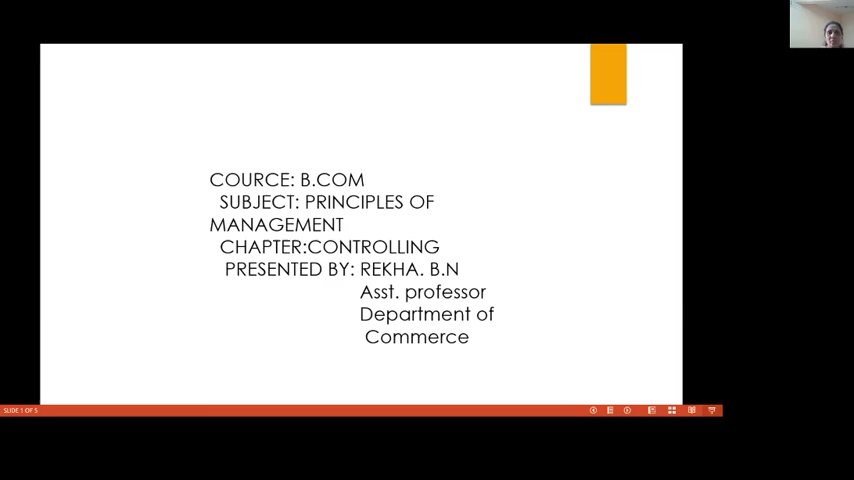 COURCE: B.COM
SUBJECT: PRINCIPLES OF
MANAGEMENT
CHAPTER:CONTROLLING
PRESENTED BY: REKHA. B.N
Asst. professor
Department of
Commerce
SLIDE 1 OF 5